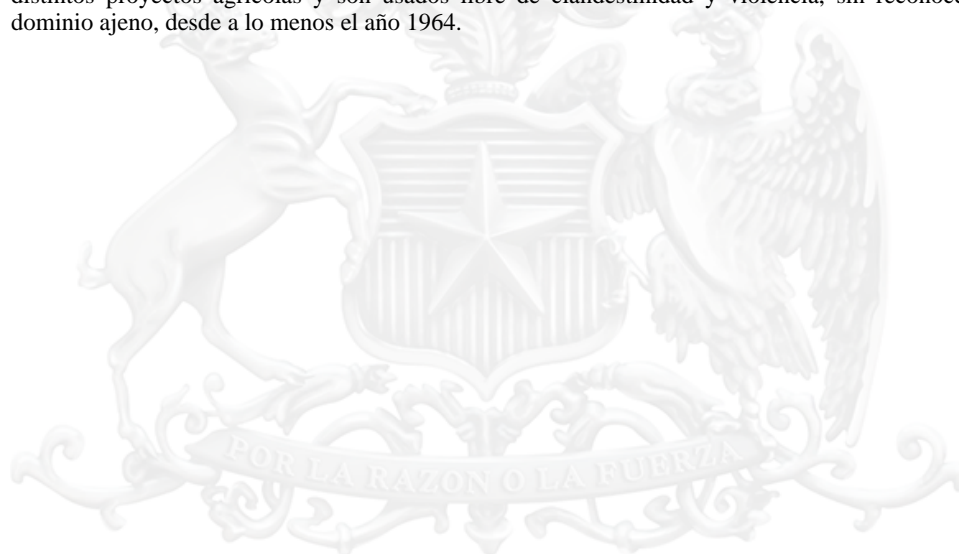 distintos proyectos agrícolas y son usados libre de clandestinidad y violencia, sin reconocer
dominio ajeno, desde a lo menos el año 1964.
POR LA RAZON O LA FUERZA